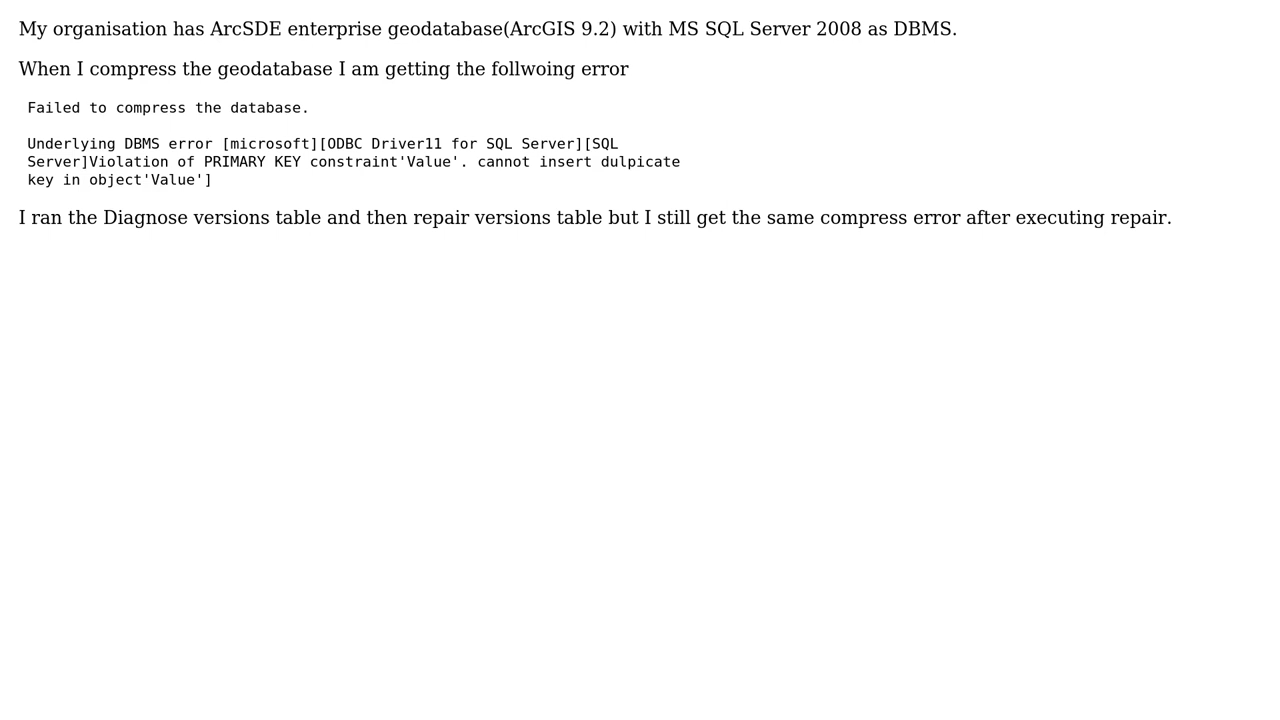 My organisation has ArcSDE enterprise geodatabase(ArcGIS 9.2) with MS SQL Server 2008 as DBMS.
When I compress the geodatabase I am getting the follwoing error
Failed to compress the database.
Underlying DBMS error [microsoft][ODBC Driver11 for SQL Server][SQL
Server]Violation of PRIMARY KEY constraint'Value'. cannot insert dulpicate
key in object'Value']
I ran the Diagnose versions table and then repair versions table but I still get the same compress error after executing repair.